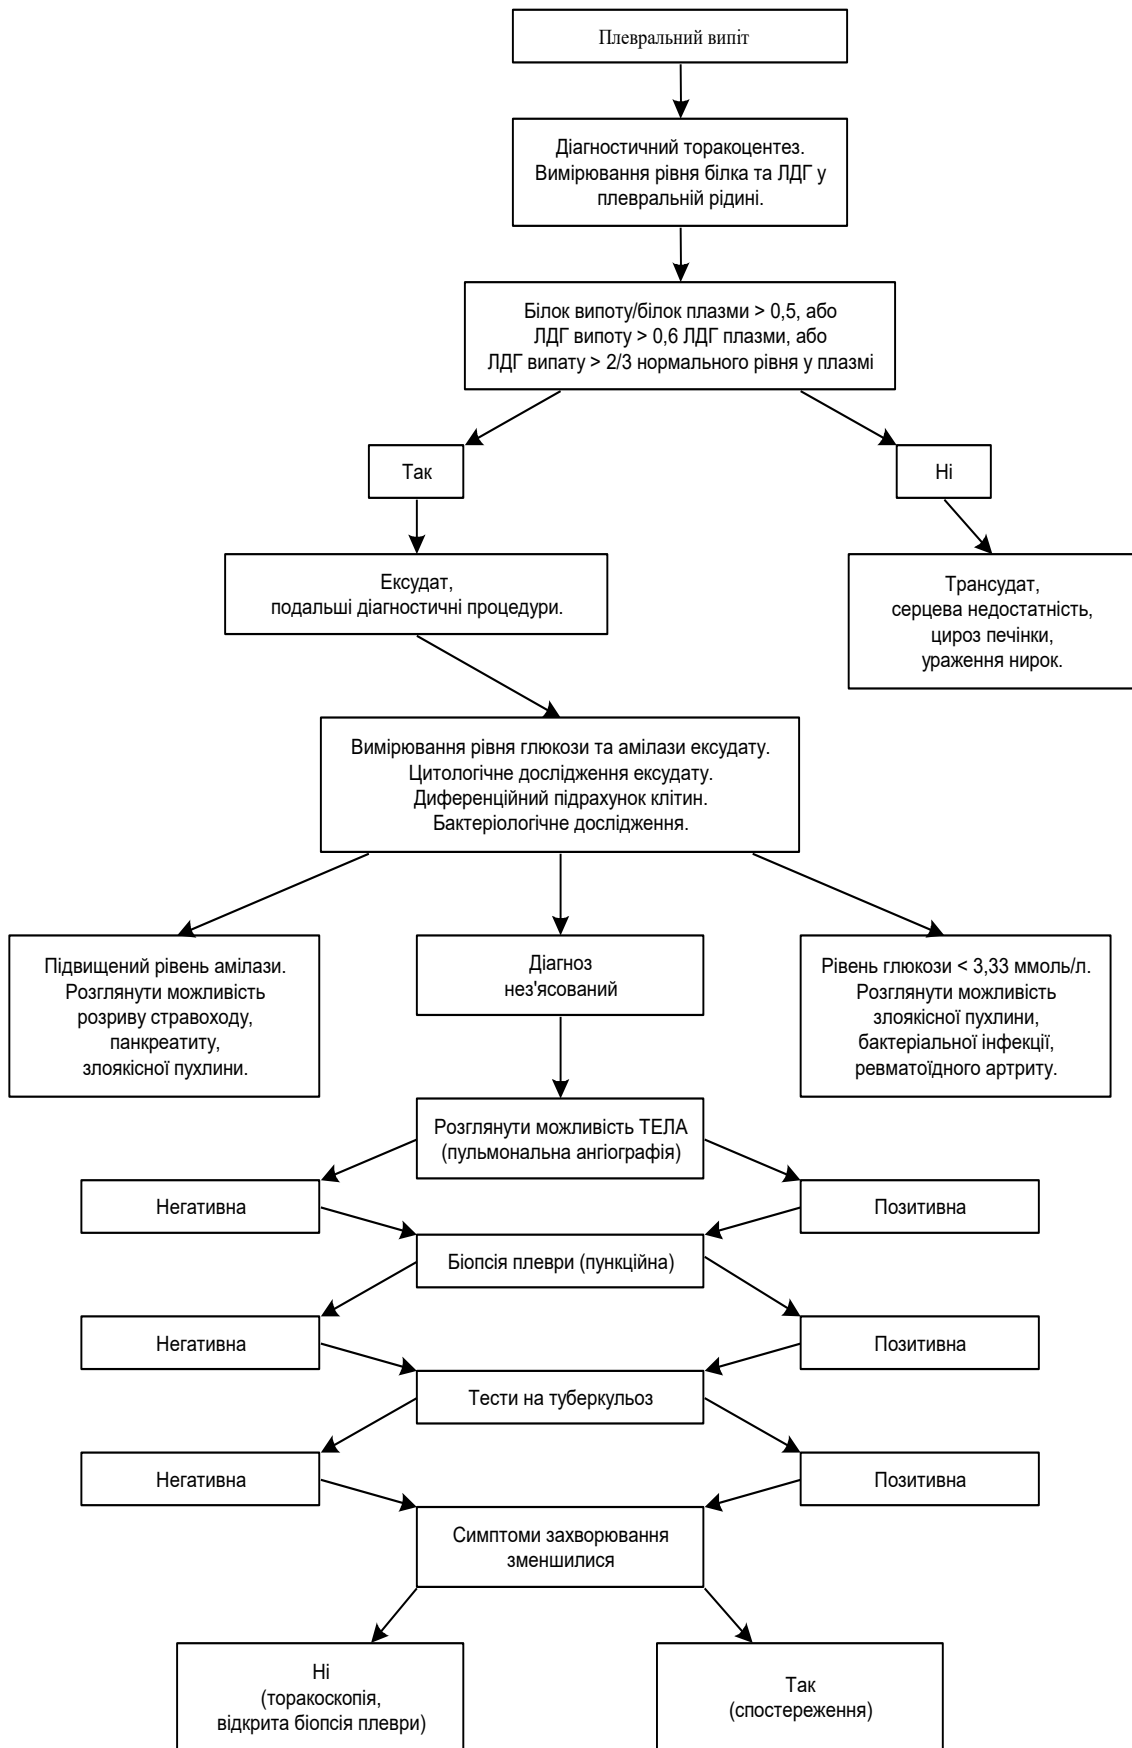 Плевральний випіт
Діагностичний торакоцентез.
Вимірювання рівня білка та ЛДГ у
плевральній рідині.
Білок випоту/білок плазми > 0,5, або
ЛДГ випоту > 0,6 ЛДГ плазми, або
ЛДГ випату > 2/3 нормального рівня у плазмі
Так
Ні
Ексудат,
подальші діагностичні процедури.
Трансудат,
серцева недостатність,
цироз печінки,
ураження нирок.
Вимірювання рівня глюкози та амілази ексудату.
Цитологічне дослідження ексудату.
Диференційний підрахунок клітин.
Бактеріологічне дослідження.
Підвищений рівень амілази.
Розглянути можливість
розриву стравоходу,
панкреатиту,
злоякісної пухлини.
Діагноз
нез'ясований
Рівень глюкози < 3,33 ммоль/л.
Розглянути можливість
злоякісної пухлини,
бактеріальної інфекції,
ревматоїдного артриту.
Розглянути можливість ТЕЛА
(пульмональна ангіографія)
Негативна
Позитивна
Біопсія плеври (пункційна)
Негативна
Позитивна
Тести на туберкульоз
Негативна
Позитивна
Симптоми захворювання
зменшилися
Ні
(торакоскопія,
відкрита біопсія плеври)
Так
(спостереження)